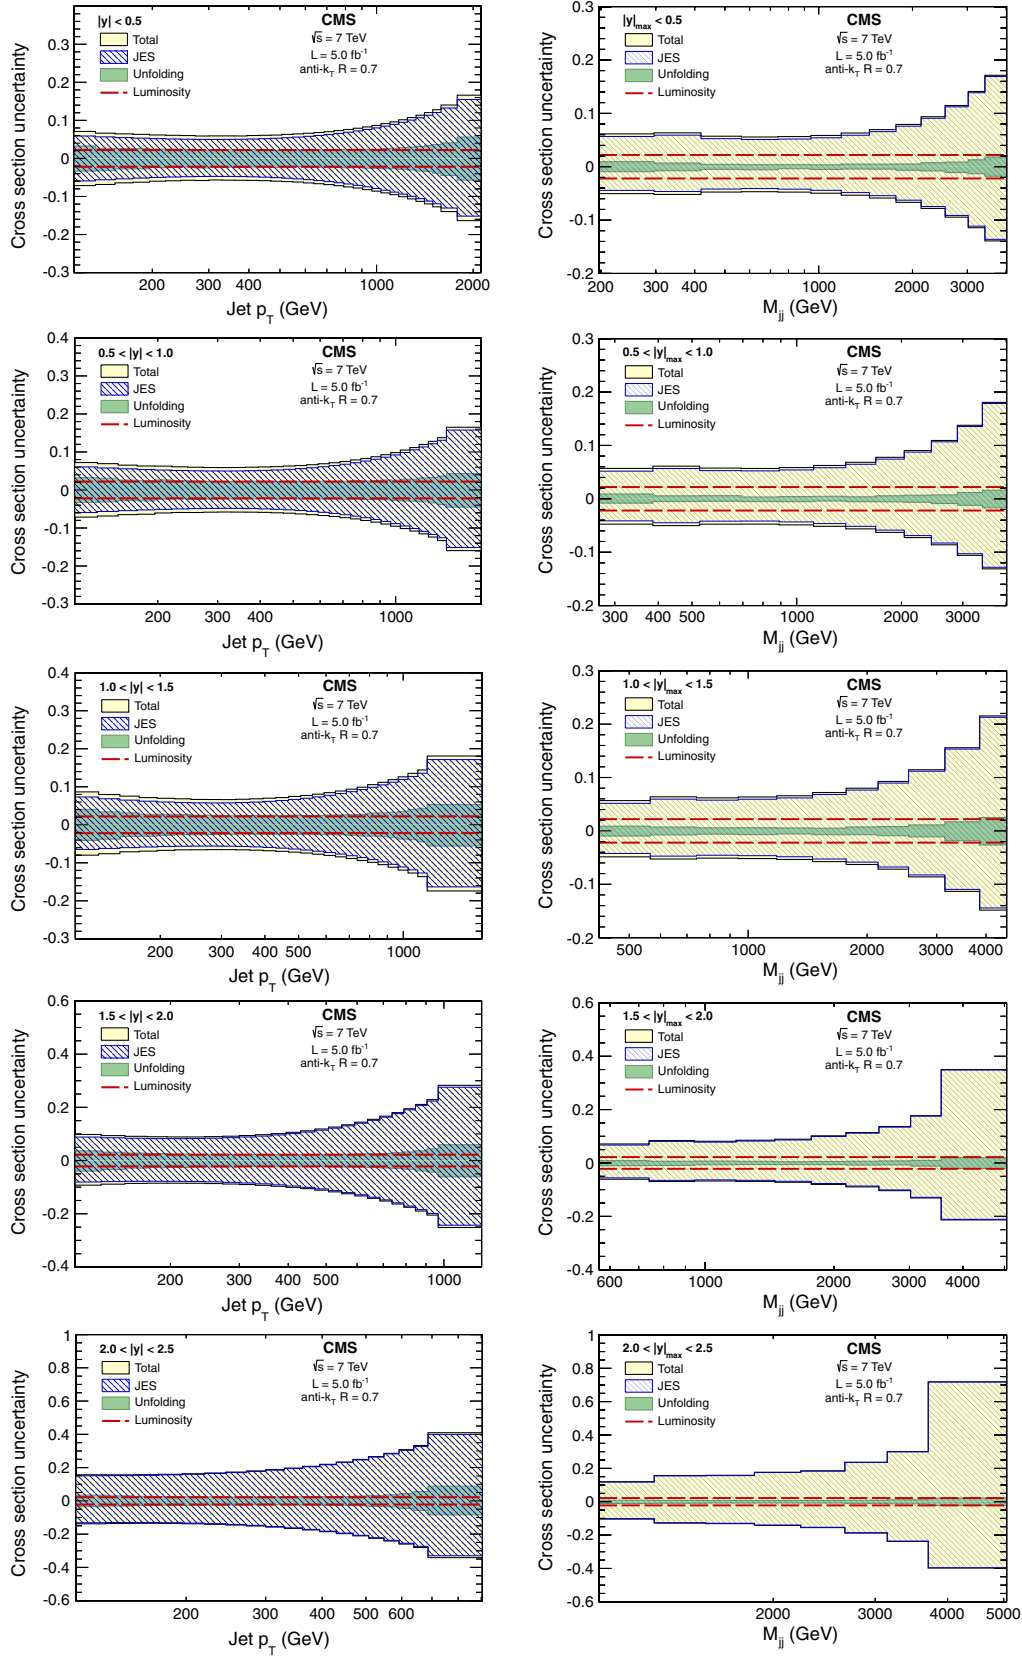 |y| < 0.5
CMS
Total
√s = 7 TeV
JES
L = 5.0 fb-1
Unfolding
anti-kT R = 0.7
Luminosity
0.3
0.2
0.1
0
-0.1
-0.2
-0.3
Cross section uncertainty
200 300 400 1000 2000
Jet pT (GeV)
|y|max < 0.5
CMS
Total
√s = 7 TeV
JES
L = 5.0 fb-1
Unfolding
anti-kT R = 0.7
Luminosity
0.3
0.2
0.1
0
-0.1
-0.2
Cross section uncertainty
200 300 400 1000 2000 3000
Mjj (GeV)
0.5 < |y| < 1.0
CMS
Total
√s = 7 TeV
JES
L = 5.0 fb-1
Unfolding
anti-kT R = 0.7
Luminosity
0.4
0.3
0.2
0.1
0
-0.1
-0.2
-0.3
Cross section uncertainty
200 300 400 1000
Jet pT (GeV)
0.5 < |y|max < 1.0
CMS
Total
√s = 7 TeV
JES
L = 5.0 fb-1
Unfolding
anti-kT R = 0.7
Luminosity
0.3
0.2
0.1
0
-0.1
-0.2
Cross section uncertainty
300 400 500 1000 2000 3000
Mjj (GeV)
1.0 < |y| < 1.5
CMS
Total
√s = 7 TeV
JES
L = 5.0 fb-1
Unfolding
anti-kT R = 0.7
Luminosity
0.4
0.3
0.2
0.1
0
-0.1
-0.2
-0.3
Cross section uncertainty
200 300 400 500 1000
Jet pT (GeV)
1.0 < |y|max < 1.5
CMS
Total
√s = 7 TeV
JES
L = 5.0 fb-1
Unfolding
anti-kT R = 0.7
Luminosity
0.3
0.2
0.1
0
-0.1
-0.2
Cross section uncertainty
500 1000 2000 3000 4000
Mjj (GeV)
1.5 < |y| < 2.0
CMS
Total
√s = 7 TeV
JES
L = 5.0 fb-1
Unfolding
anti-kT R = 0.7
Luminosity
0.6
0.4
0.2
0
-0.2
-0.4
Cross section uncertainty
200 300 400 500 1000
Jet pT (GeV)
1.5 < |y|max < 2.0
CMS
Total
√s = 7 TeV
JES
L = 5.0 fb-1
Unfolding
anti-kT R = 0.7
Luminosity
0.6
0.4
0.2
0
-0.2
-0.4
Cross section uncertainty
600 1000 2000 3000 4000
Mjj (GeV)
2.0 < |y| < 2.5
CMS
Total
√s = 7 TeV
JES
L = 5.0 fb-1
Unfolding
anti-kT R = 0.7
Luminosity
1
0.8
0.6
0.4
0.2
0
-0.2
-0.4
-0.6
Cross section uncertainty
200 300 400 500 600
Jet pT (GeV)
2.0 < |y|max < 2.5
CMS
Total
√s = 7 TeV
JES
L = 5.0 fb-1
Unfolding
anti-kT R = 0.7
Luminosity
1
0.8
0.6
0.4
0.2
0
-0.2
-0.4
-0.6
Cross section uncertainty
2000 3000 4000 5000
Mjj (GeV)